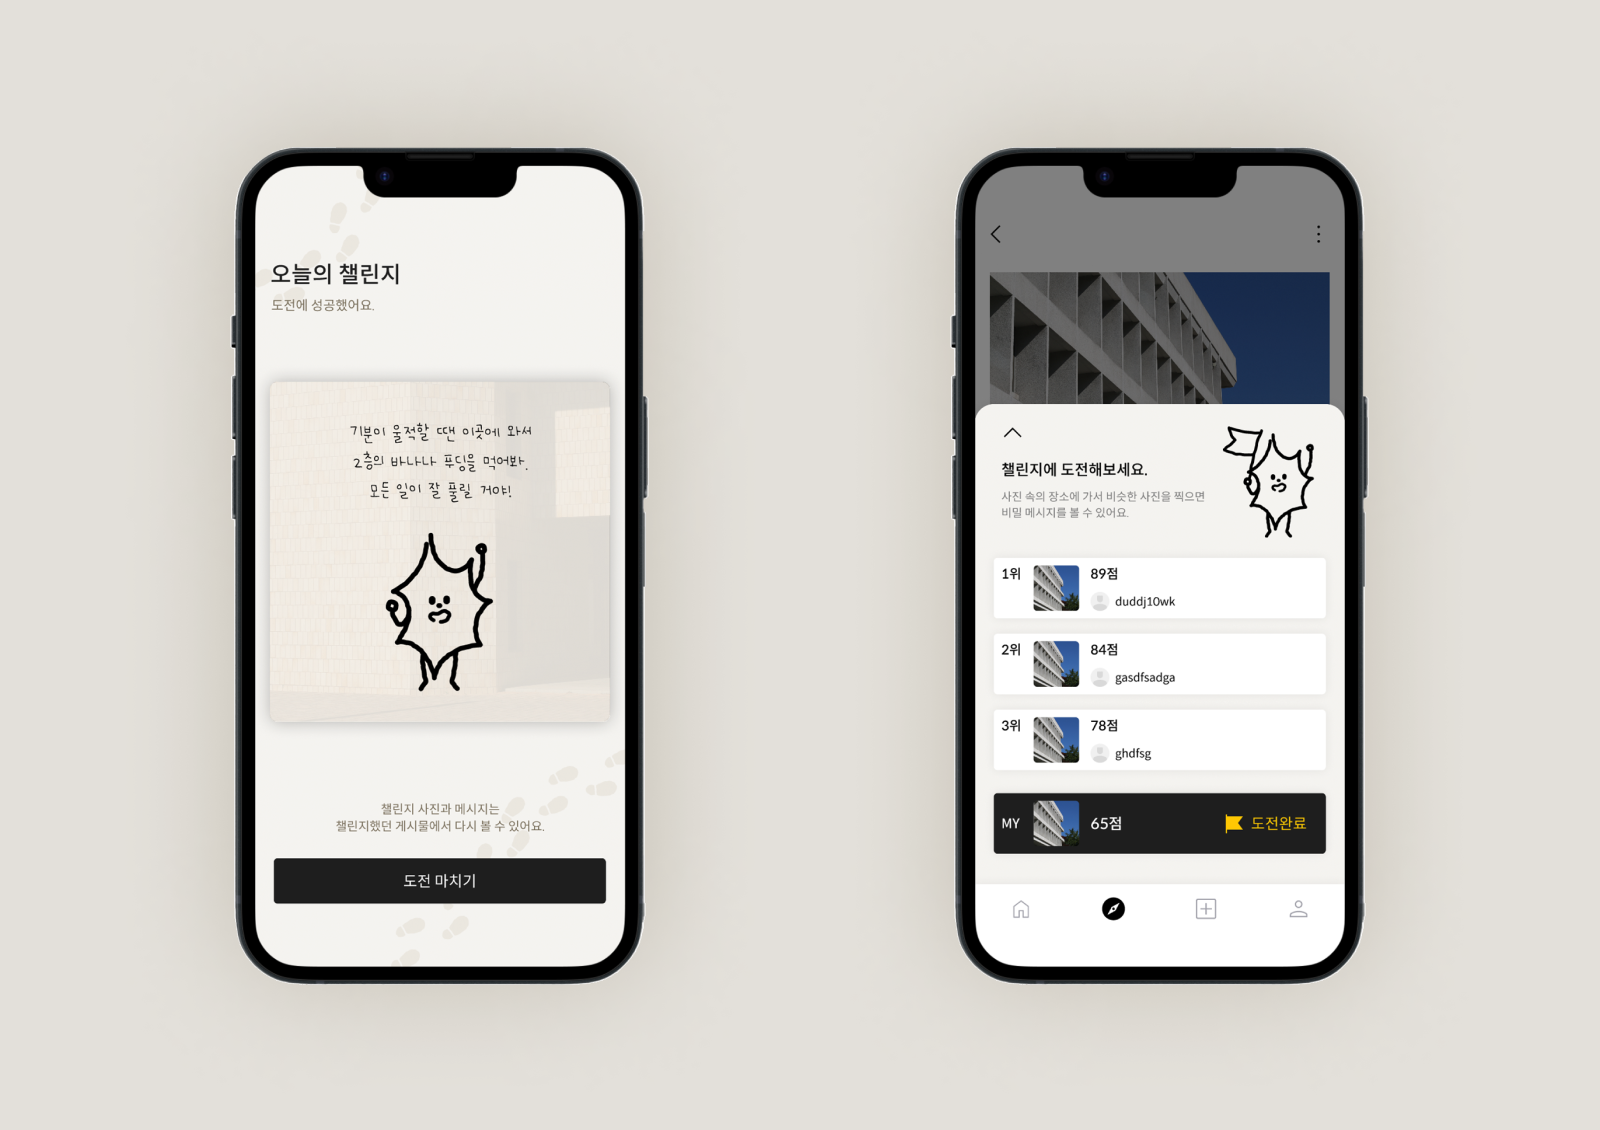 오늘의 챌린지
도전에 성공했어요.
기분이 울적할 땐 이곳에 와서
2층의 바나나 푸딩을 먹어봐.
모든 일이 잘 풀릴 거야!
챌린지 사진과 메시지는
챌린지했던 게시물에서 다시 볼 수 있어요.
도전 마치기
챌린지에 도전해보세요.
사진 속의 장소에 가서 비슷한 사진을 찍으면
비밀 메시지를 볼 수 있어요.
1위 89점
duddj10wk
2위 84점
gasdfsadga
3위 78점
ghdfsg
MY 65점 도전완료